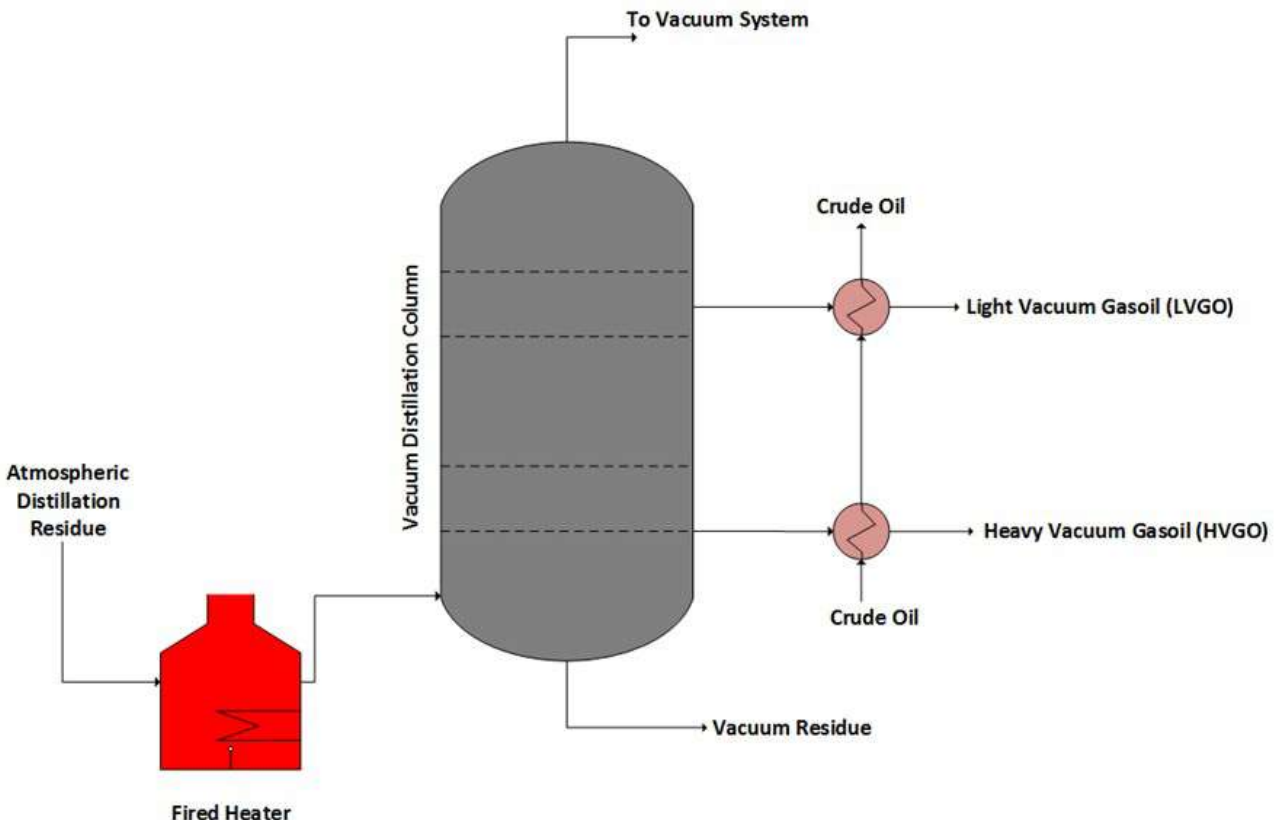 To Vacuum System
Crude Oil
Light Vacuum Gasoil (LVGO)
Vacuum Distillation Column
Atmospheric
Distillation
Residue
Heavy Vacuum Gasoil (HVGO)
Crude Oil
Vacuum Residue
Fired Heater